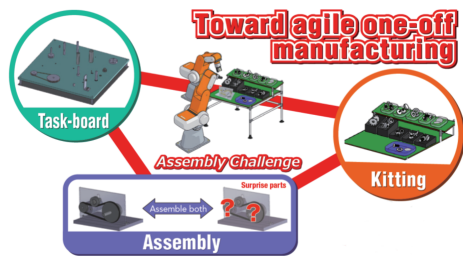 Toward agile one-off
manufacturing
Task-board
Assembly Challenge
Kitting
Surprise parts
Assemble both
? ?
Assembly